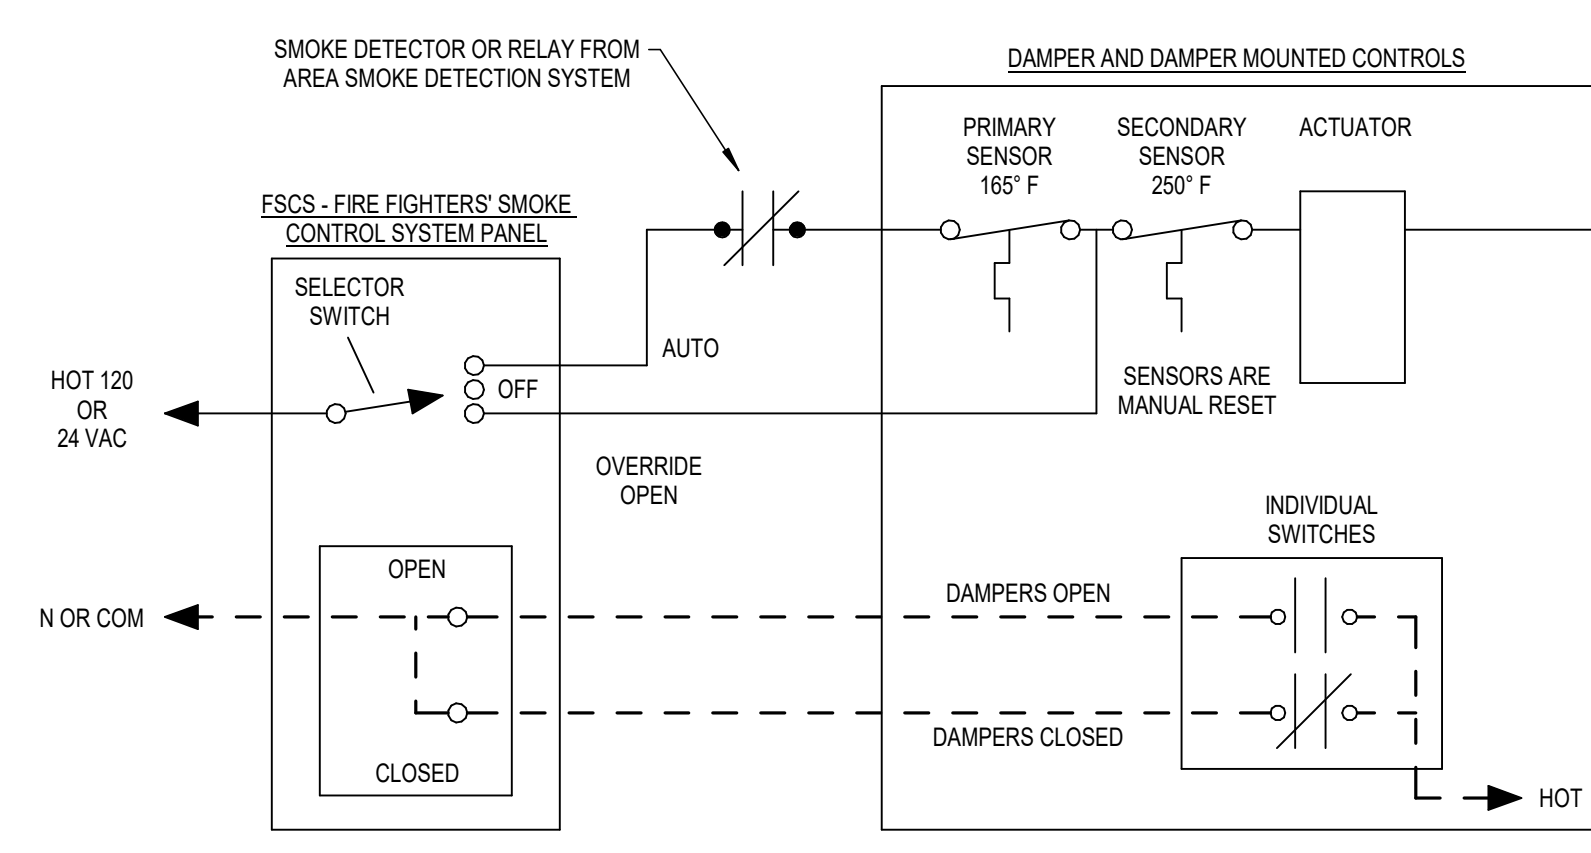 SMOKE DETECTOR OR RELAY FROM
AREA SMOKE DETECTION SYSTEM
DAMPER AND DAMPER MOUNTED CONTROLS
PRIMARY
SENSOR
165° F
SECONDARY
SENSOR
250° F
ACTUATOR
FSCS - FIRE FIGHTERS' SMOKE
CONTROL SYSTEM PANEL
SELECTOR
SWITCH
AUTO
HOT 120
OR
24 VAC
OFF
SENSORS ARE
MANUAL RESET
OVERRIDE
OPEN
INDIVIDUAL
SWITCHES
OPEN
DAMPERS OPEN
N OR COM
DAMPERS CLOSED
CLOSED
HOT